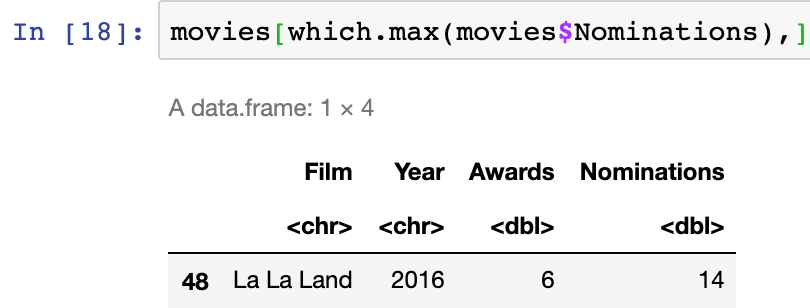 In [18]: movies[which.max(movies$Nominations),]
A data.frame: 1 × 4
Film Year Awards Nominations
<chr> <chr> <dbl> <dbl>
48 La La Land 2016 6 14